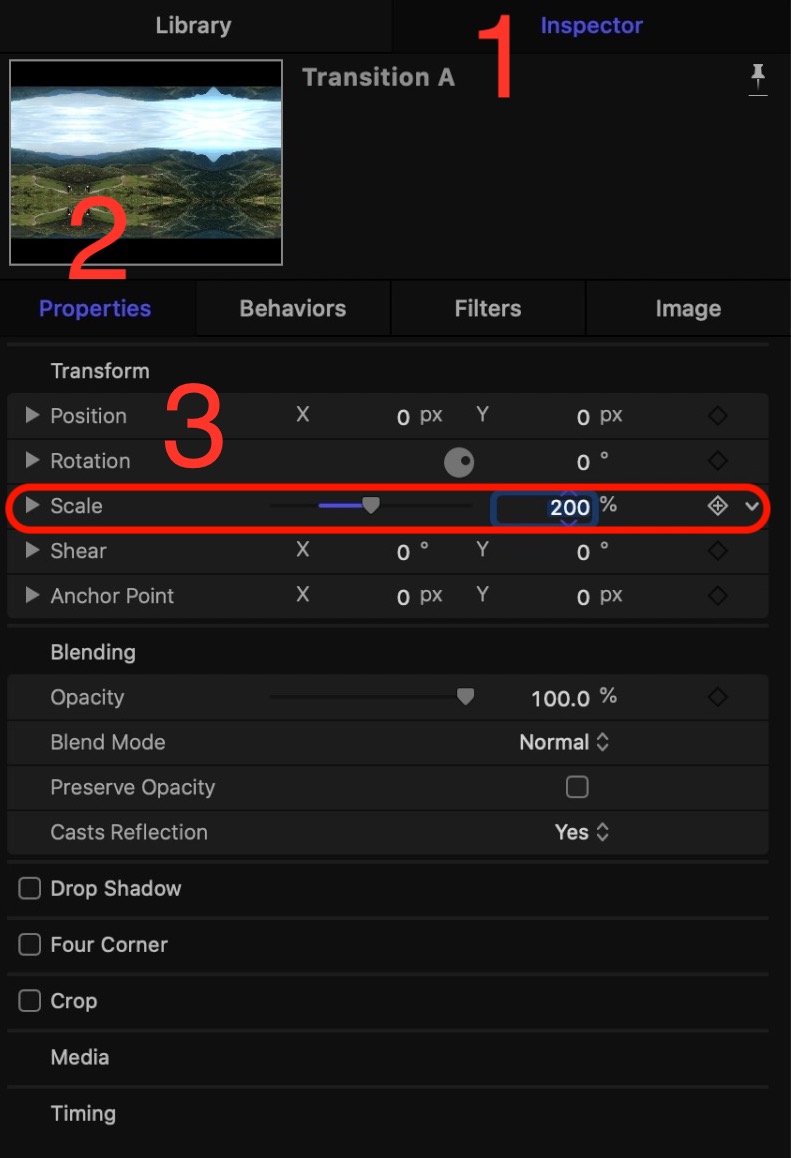 Library Inspector
1
Transition A
2
Properties Behaviors Filters Image
Transform
3
Position X 0 px Y 0 px
Rotation 0 °
Scale 200 %
Shear X 0 ° Y 0 °
Anchor Point X 0 px Y 0 px
Blending
Opacity 100.0 %
Blend Mode Normal
Preserve Opacity
Casts Reflection Yes
Drop Shadow
Four Corner
Crop
Media
Timing